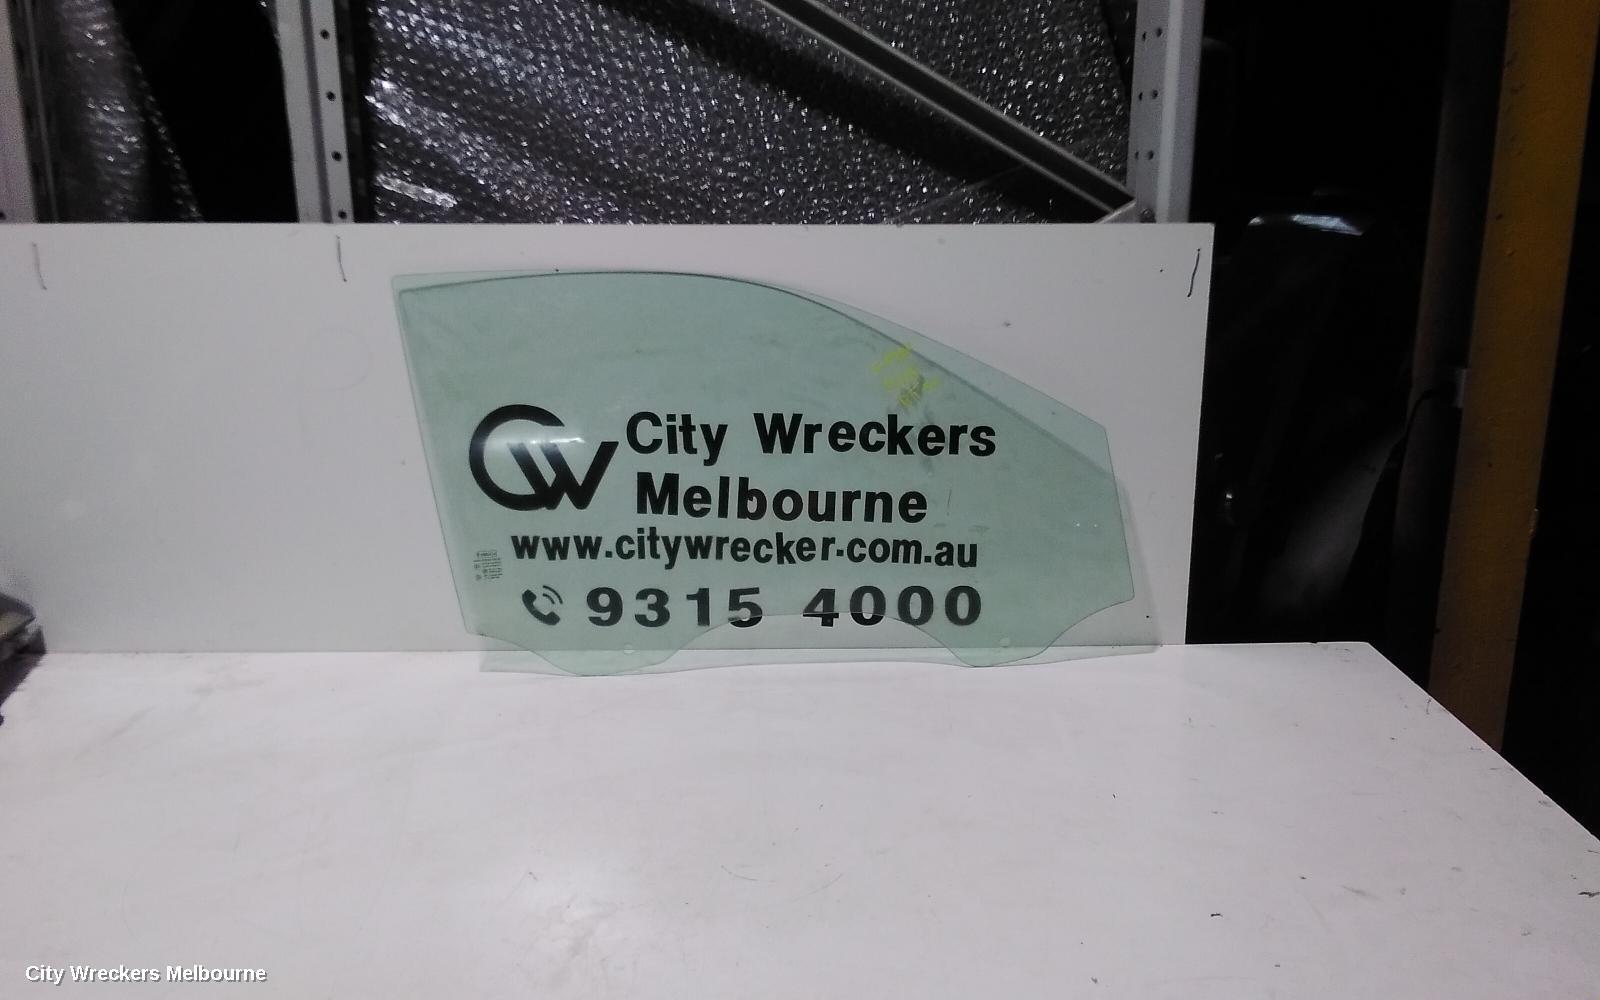 CW
City Wreckers
Melbourne
www.citywrecker.com.au
9315 4000
City Wreckers Melbourne